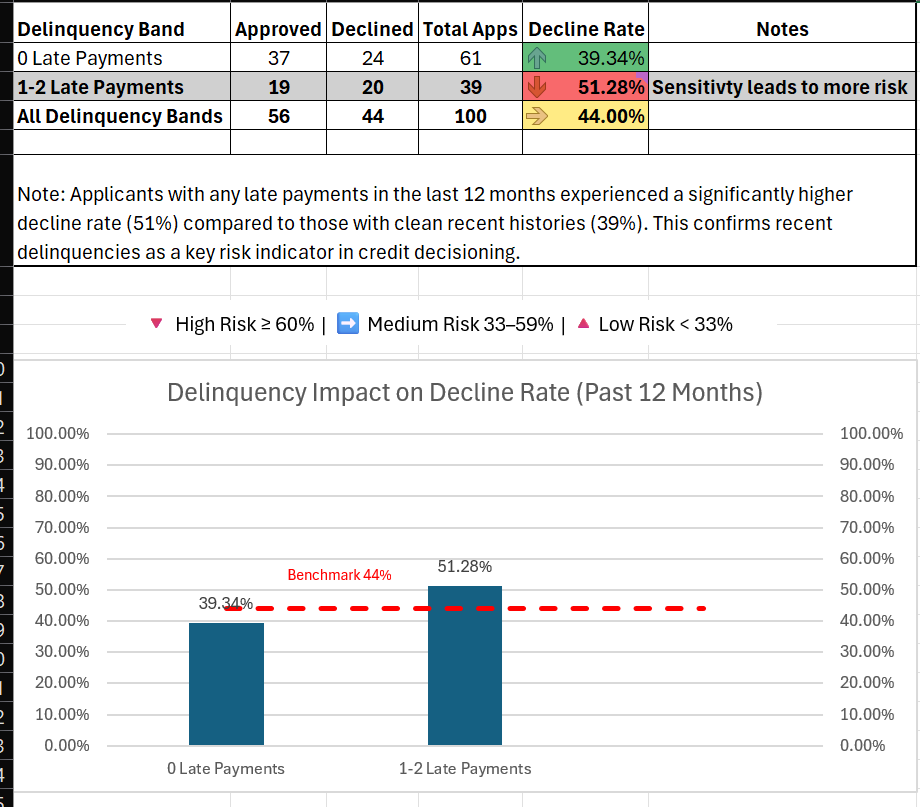 Delinquency Band Approved Declined Total Apps Decline Rate Notes
0 Late Payments 37 24 61 39.34%
1-2 Late Payments 19 20 39 51.28% Sensitivty leads to more risk
All Delinquency Bands 56 44 100 44.00%
Note: Applicants with any late payments in the last 12 months experienced a significantly higher
decline rate (51%) compared to those with clean recent histories (39%). This confirms recent
delinquencies as a key risk indicator in credit decisioning.
🔻 High Risk ≥ 60% | ➡️ Medium Risk 33–59% | 🔺 Low Risk < 33%
Delinquency Impact on Decline Rate (Past 12 Months)
100.00% 100.00%
90.00% 90.00%
80.00% 80.00%
70.00% 70.00%
60.00% 60.00%
51.28%
Benchmark 44%
50.00% 50.00%
39.34%
40.00% 40.00%
30.00% 30.00%
20.00% 20.00%
10.00% 10.00%
0.00% 0.00%
0 Late Payments 1-2 Late Payments